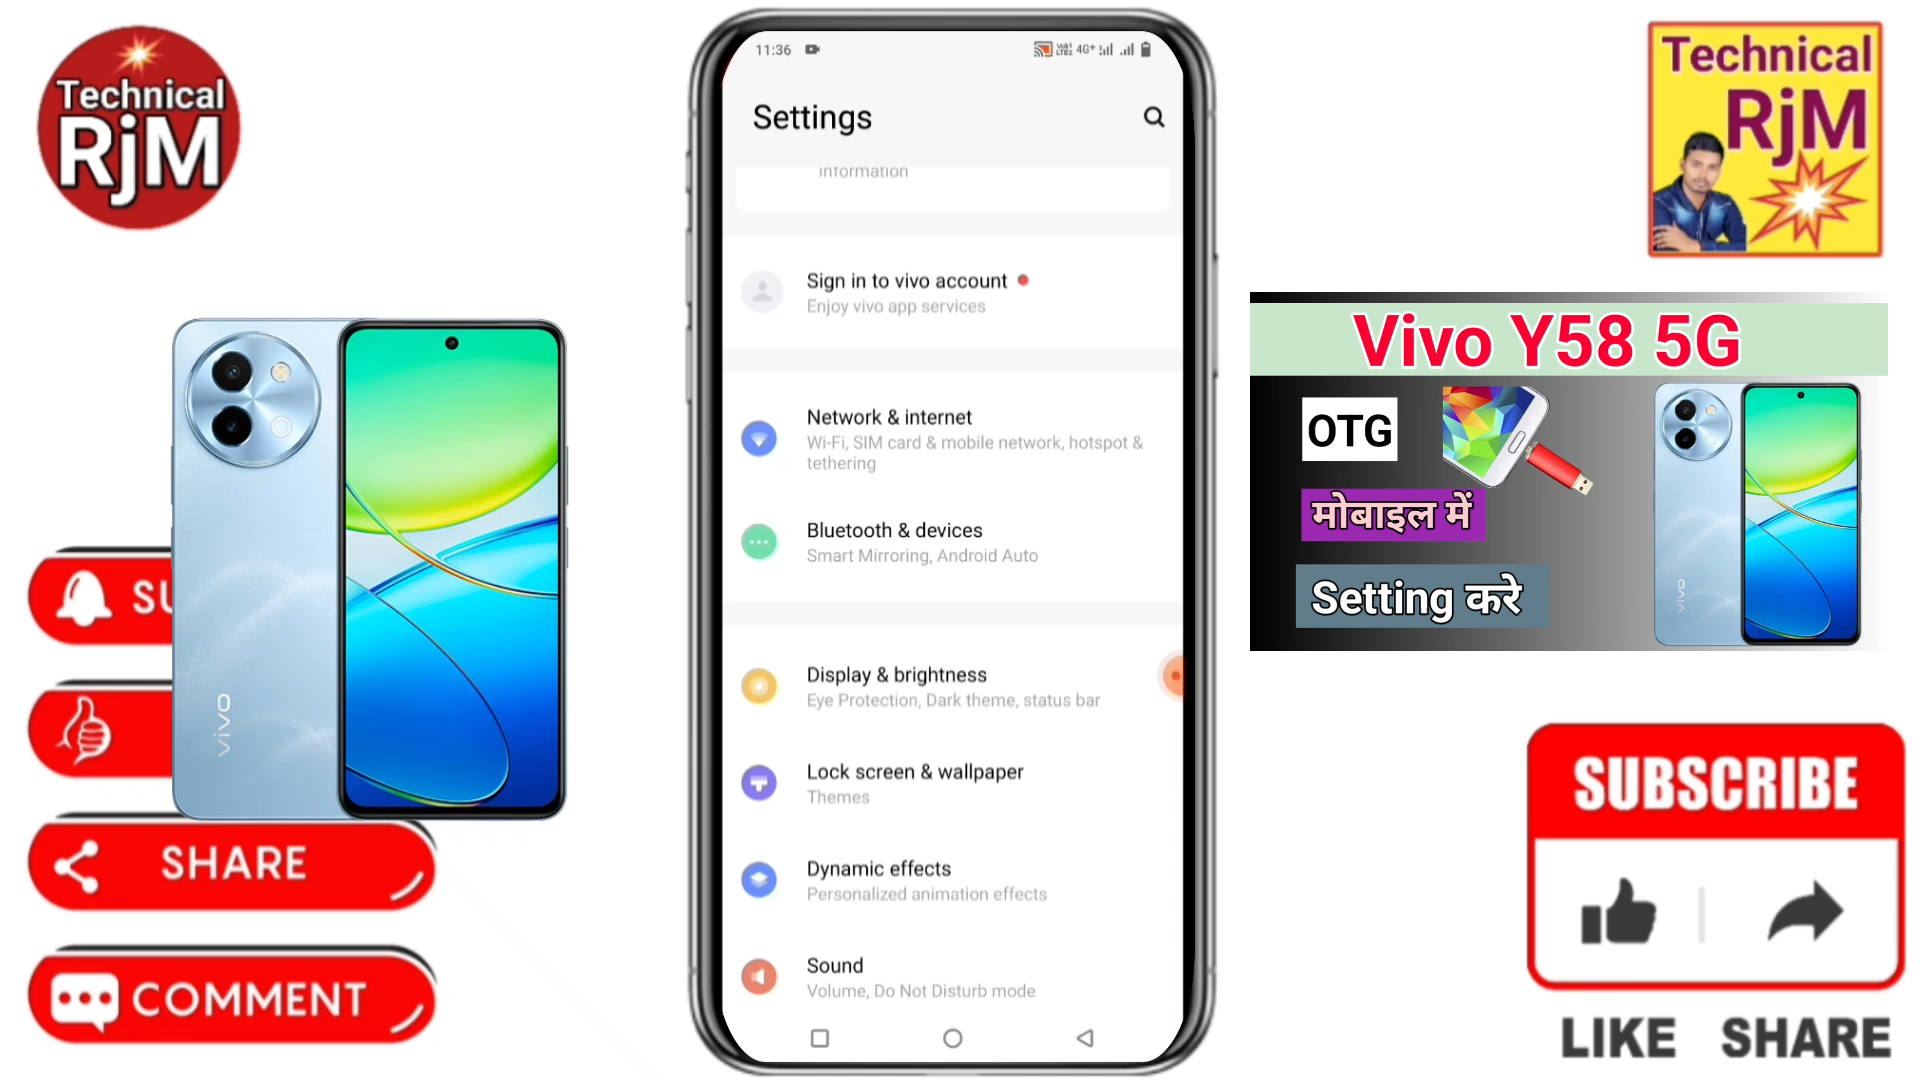 Technical
RjM
SU
vivo
SHARE
COMMENT
11:36
4G+
Settings
information
Sign in to vivo account
Enjoy vivo app services
Network & internet
Wi-Fi, SIM card & mobile network, hotspot &
tethering
Bluetooth & devices
Smart Mirroring, Android Auto
Display & brightness
Eye Protection, Dark theme, status bar
Lock screen & wallpaper
Themes
Dynamic effects
Personalized animation effects
Sound
Volume, Do Not Disturb mode
Technical
RjM
Vivo Y58 5G
OTG
मोबाइल में
Setting करे
vivo
SUBSCRIBE
LIKE SHARE